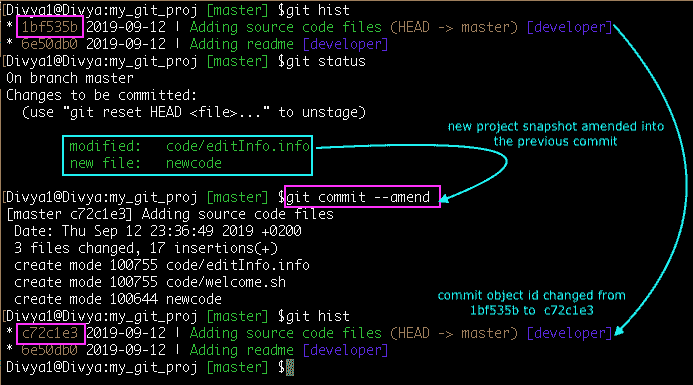 [Divya1@Divya:my_git_proj [master] $git hist
* 1bf535b 2019-09-12 | Adding source code files (HEAD -> master) [developer]
* 6e50db0 2019-09-12 | Adding readme [developer]
[Divya1@Divya:my_git_proj [master] $git status
On branch master
Changes to be committed:
(use "git reset HEAD <file>..." to unstage)
new project snapshot amended into
the previous commit
modified: code/editInfo.info
new file: newcode
[Divya1@Divya:my_git_proj [master] $git commit --amend
[master c72c1e3] Adding source code files
Date: Thu Sep 12 23:36:49 2019 +0200
3 files changed, 17 insertions(+)
create mode 100755 code/editInfo.info
create mode 100755 code/welcome.sh
create mode 100644 newcode
commit object id changed from
1bf535b to c72c1e3
[Divya1@Divya:my_git_proj [master] $git hist
* c72c1e3 2019-09-12 | Adding source code files (HEAD -> master) [developer]
* 6e50db0 2019-09-12 | Adding readme [developer]
Divya1@Divya:my_git_proj [master] $